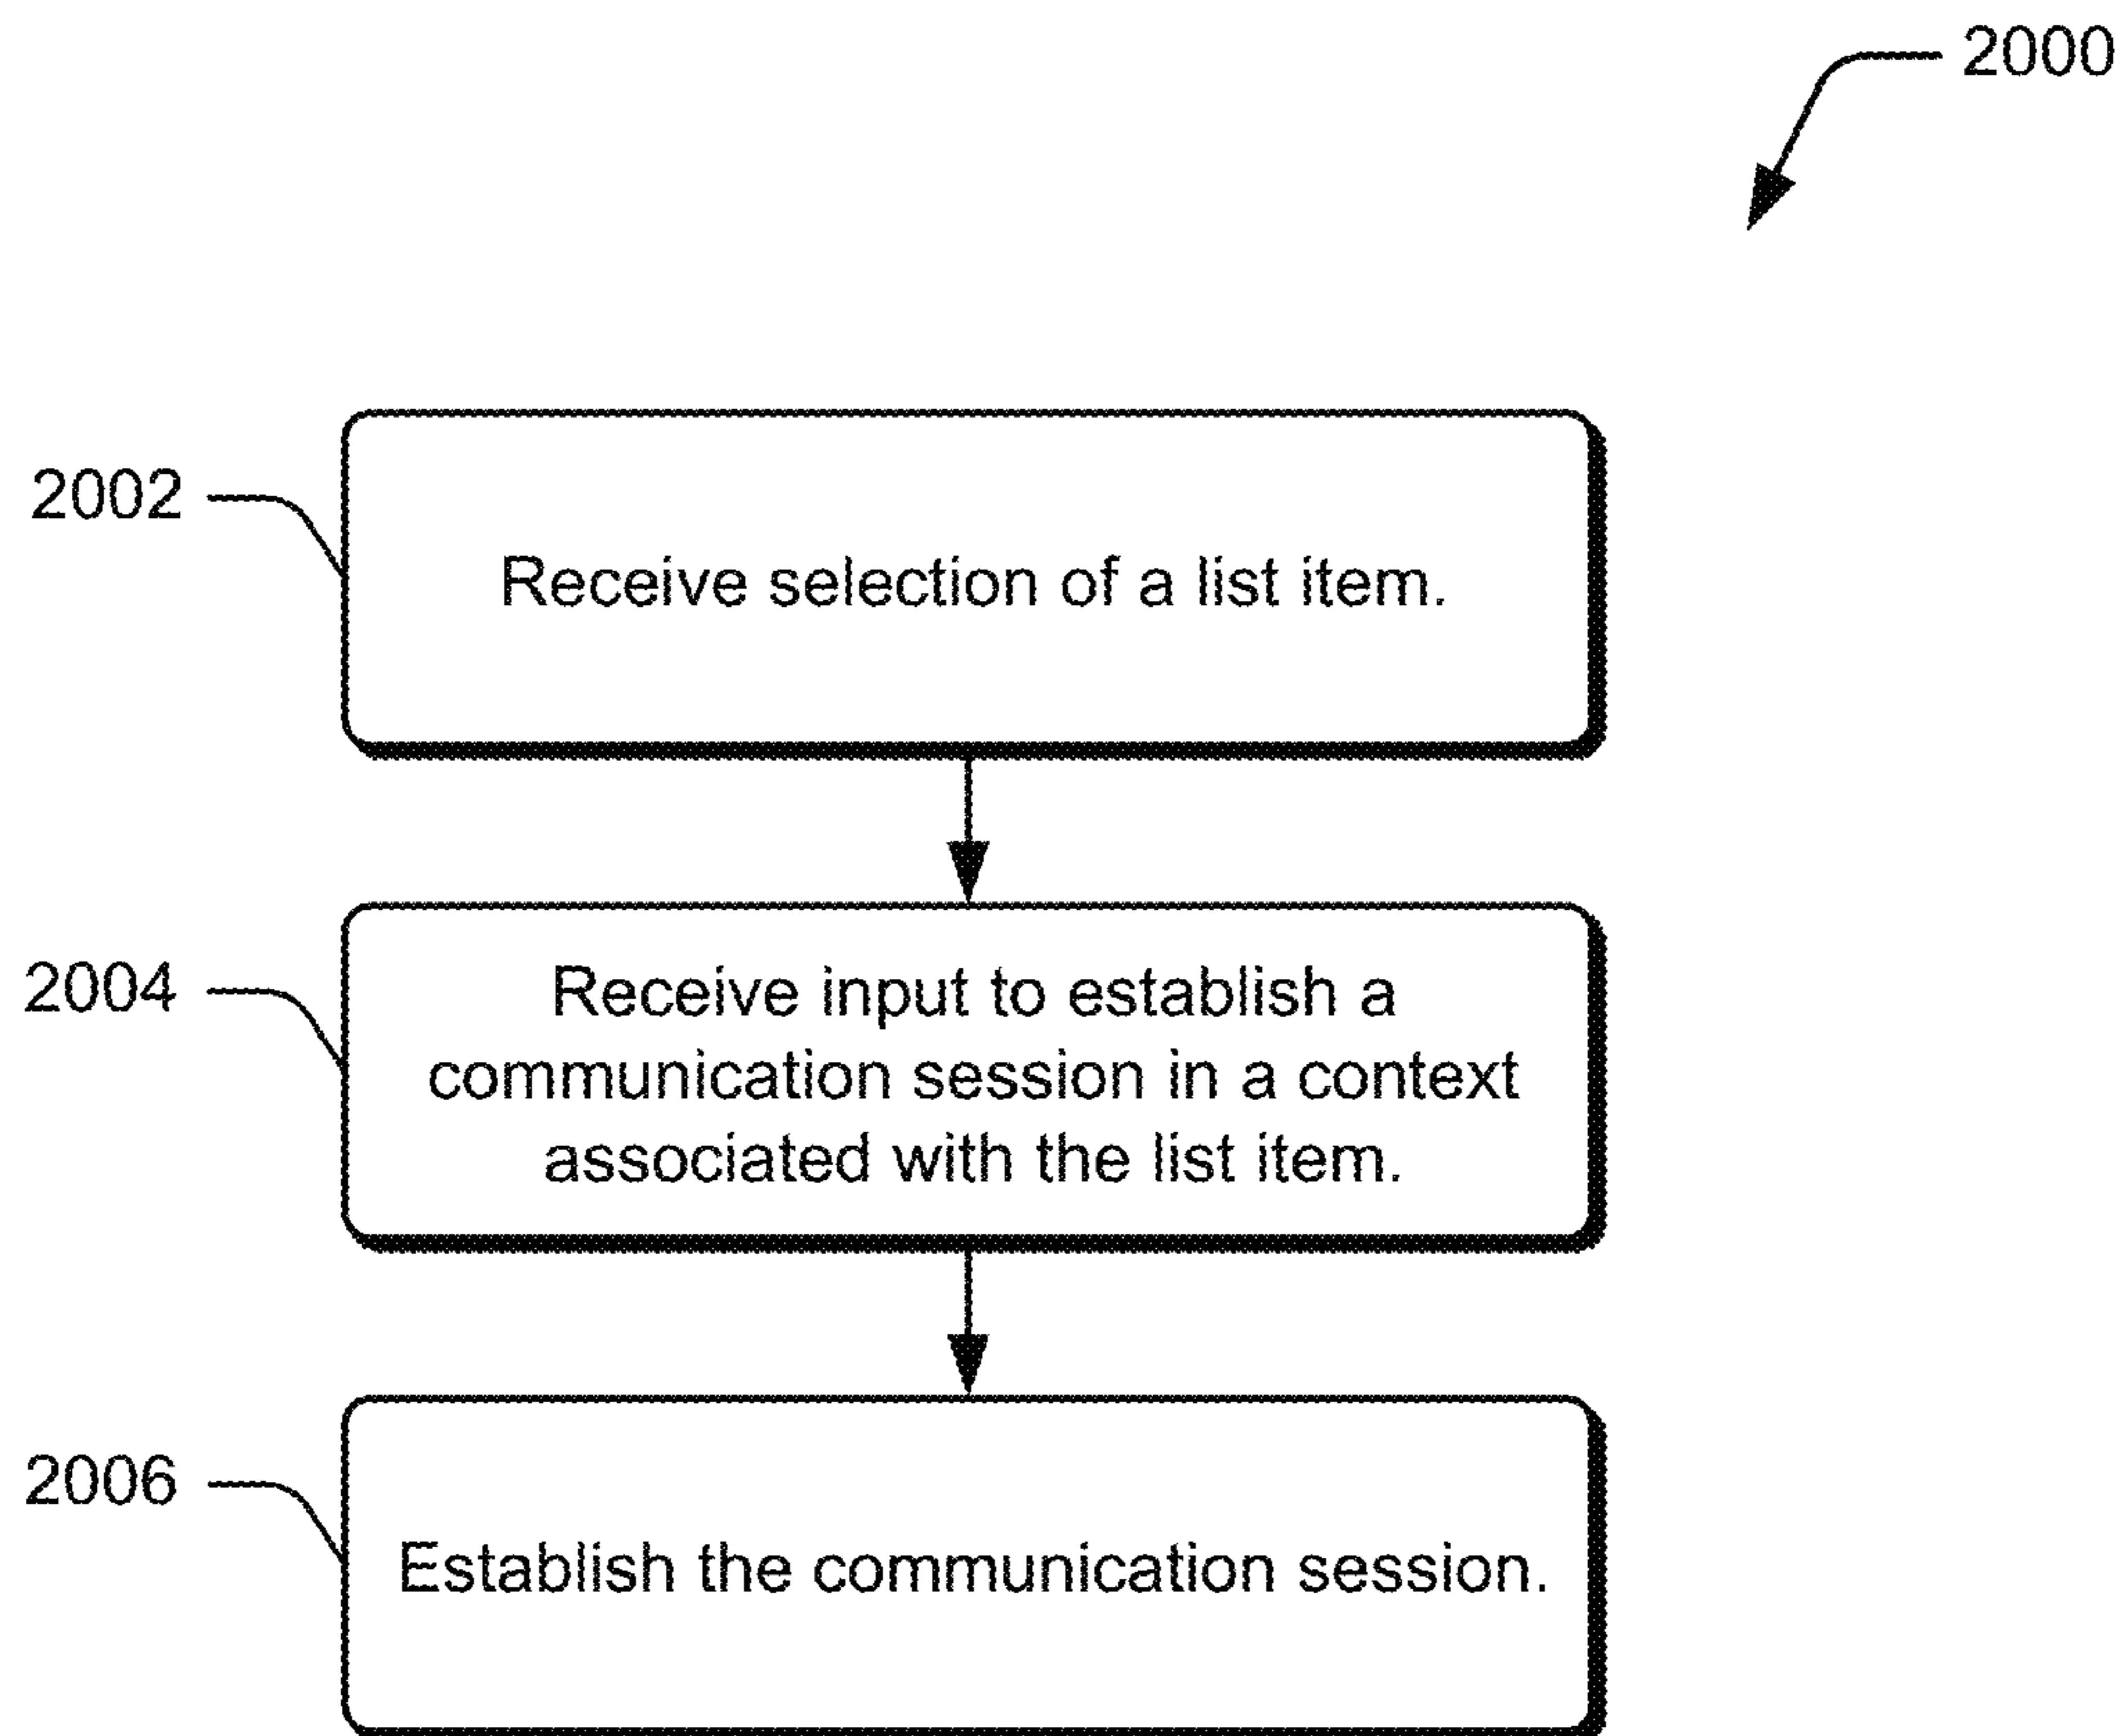 2000
2002
Receive selection of a list item.
2004
Receive input to establish a
communication session in a context
associated with the list item.
2006
Establish the communication session.